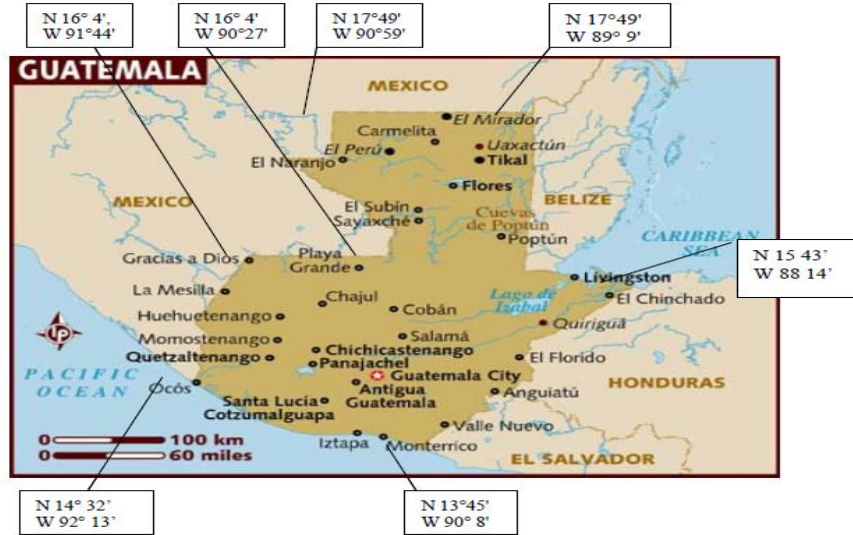 N 16° 4',
W 91°44'
N 16° 4'
W 90°27'
N 17°49'
W 90°59'
N 17°49'
W 89° 9'
GUATEMALA
MEXICO
El Mirador
Carmelita
El Perú
Uaxactún
El Naranjo
Tikal
Flores
MEXICO
BELIZE
El Subín
Sayaxché
Cuevas
de Poptún
Poptún
CARIBBEAN
SEA
N 15 43’
W 88 14’
Gracias a Dios
Playa
Grande
Livingston
La Mesilla
Chajul
Lago de
Izabal
El Chinchado
Huehuetenango
Cobán
Quiriguá
Momostenango
Salamá
Quetzaltenango
Chichicastenango
Panajachel
El Florido
LP
PACIFIC
OCEAN
Ocós
Guatemala City
HONDURAS
Antigua
Guatemala
Anguiatú
Santa Lucía
Cotzumalguapa
Valle Nuevo
Iztapa
Monterrico
0 100 km
0 60 miles
EL SALVADOR
N 14° 32`
W 92° 13`
N 13°45'
W 90° 8'